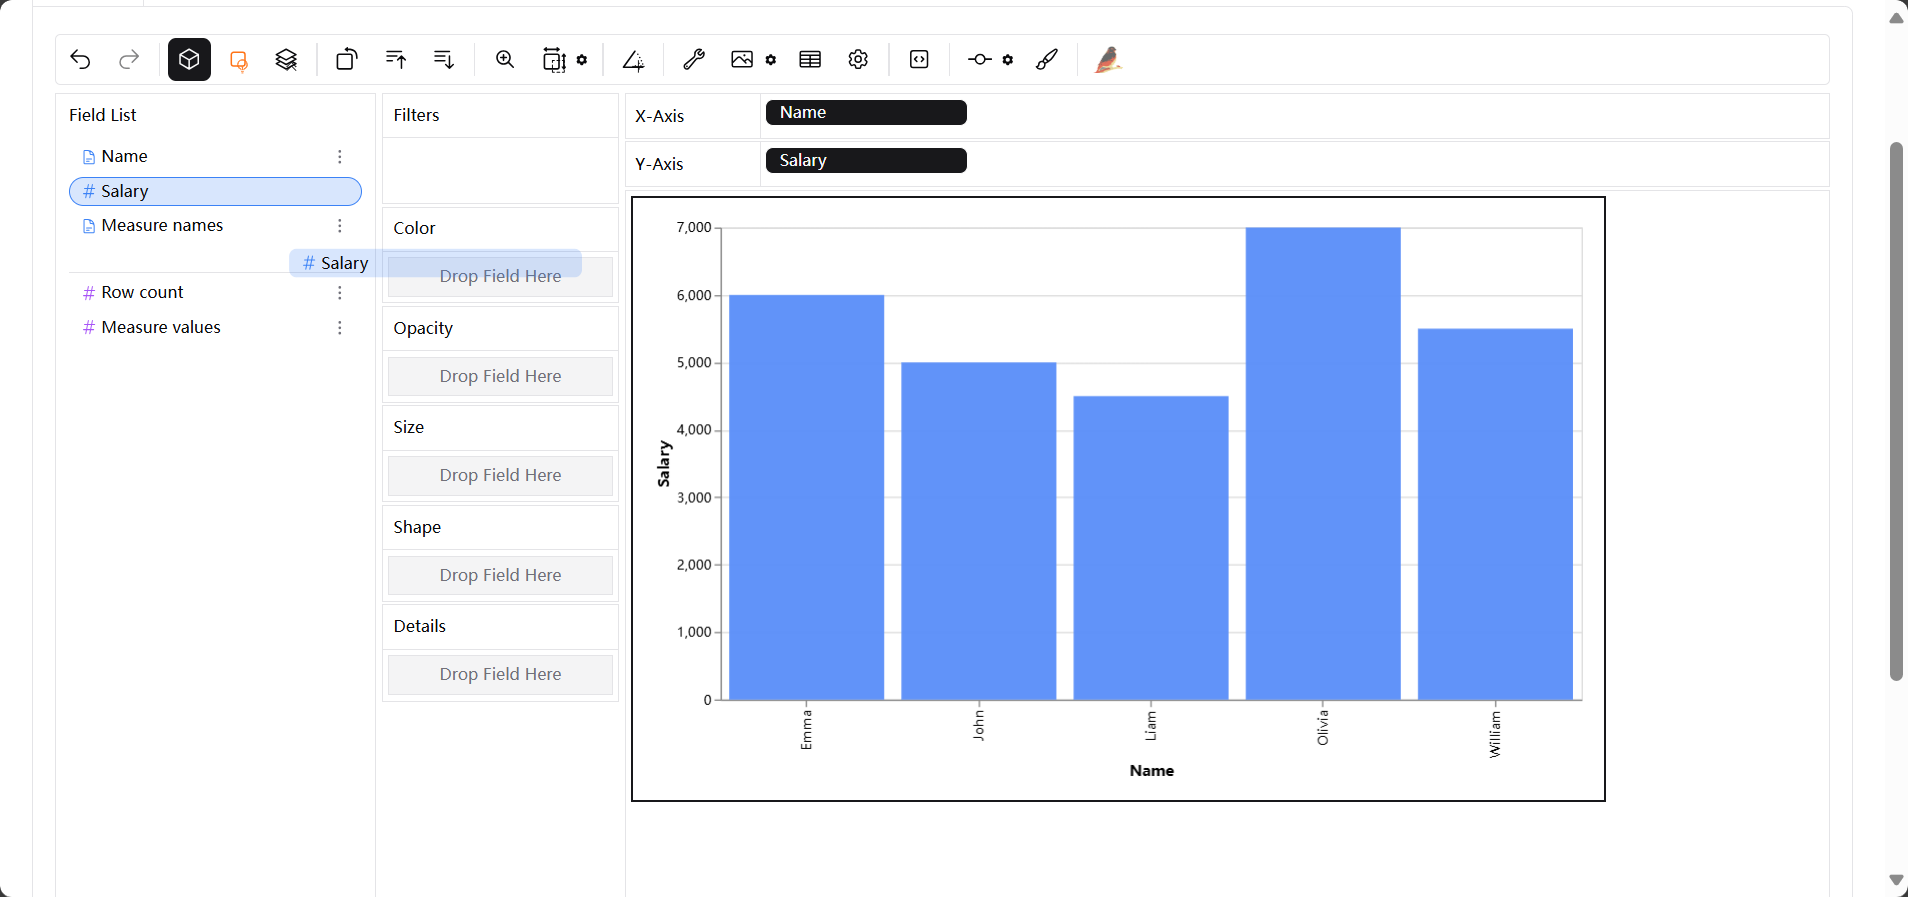 Field List
Name
# Salary
Measure names
# Salary
# Row count
# Measure values
Filters
Color
Drop Field Here
Opacity
Drop Field Here
Size
Drop Field Here
Shape
Drop Field Here
Details
Drop Field Here
X-Axis
Name
Y-Axis
Salary
7,000
6,000
5,000
4,000
3,000
2,000
1,000
0
Salary
Emma
John
Liam
Olivia
William
Name